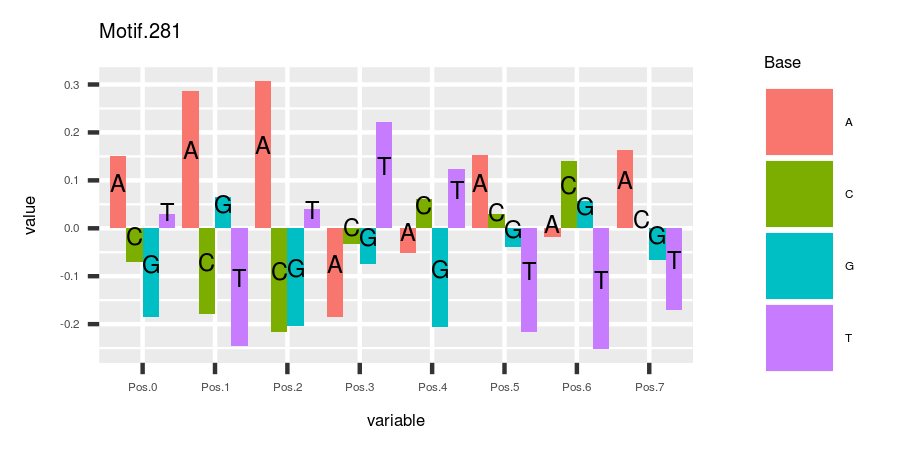 Motif.281
value
0.3
0.2
0.1
0.0
-0.1
-0.2
A C G T A C G T A C G T A C G T A C G T A C G T A C G T A C G T
Pos.0 Pos.1 Pos.2 Pos.3 Pos.4 Pos.5 Pos.6 Pos.7
variable
Base
A
C
G
T